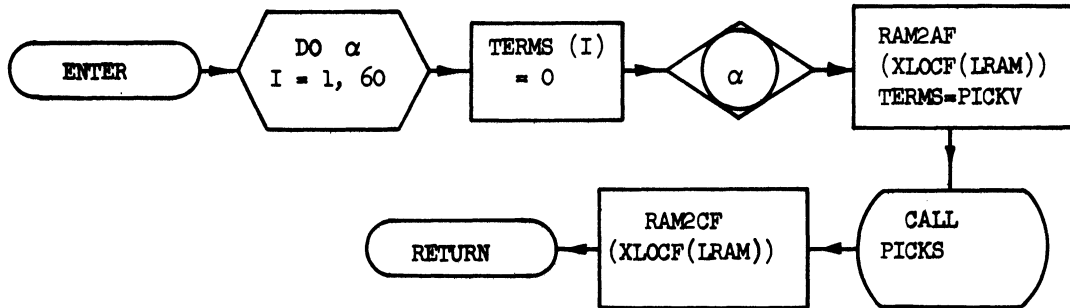 ENTER
DO α
I = 1, 60
TERMS (I)
= 0
α
RAM2AF
(XLOCF(LRAM))
TERMS=PICKV
CALL
PICKS
RAM2CF
(XLOCF(LRAM))
RETURN